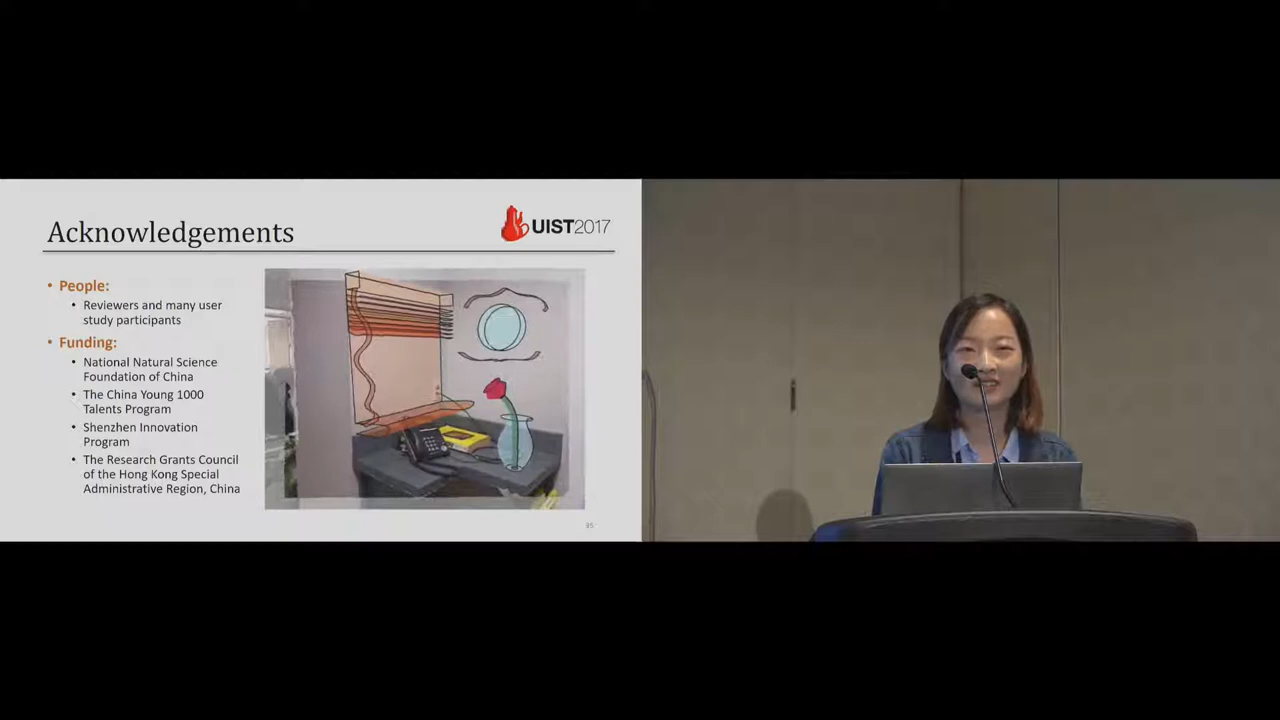 Acknowledgements
UIST2017
• People:
• Reviewers and many user
study participants
• Funding:
• National Natural Science
Foundation of China
• The China Young 1000
Talents Program
• Shenzhen Innovation
Program
• The Research Grants Council
of the Hong Kong Special
Administrative Region, China
35